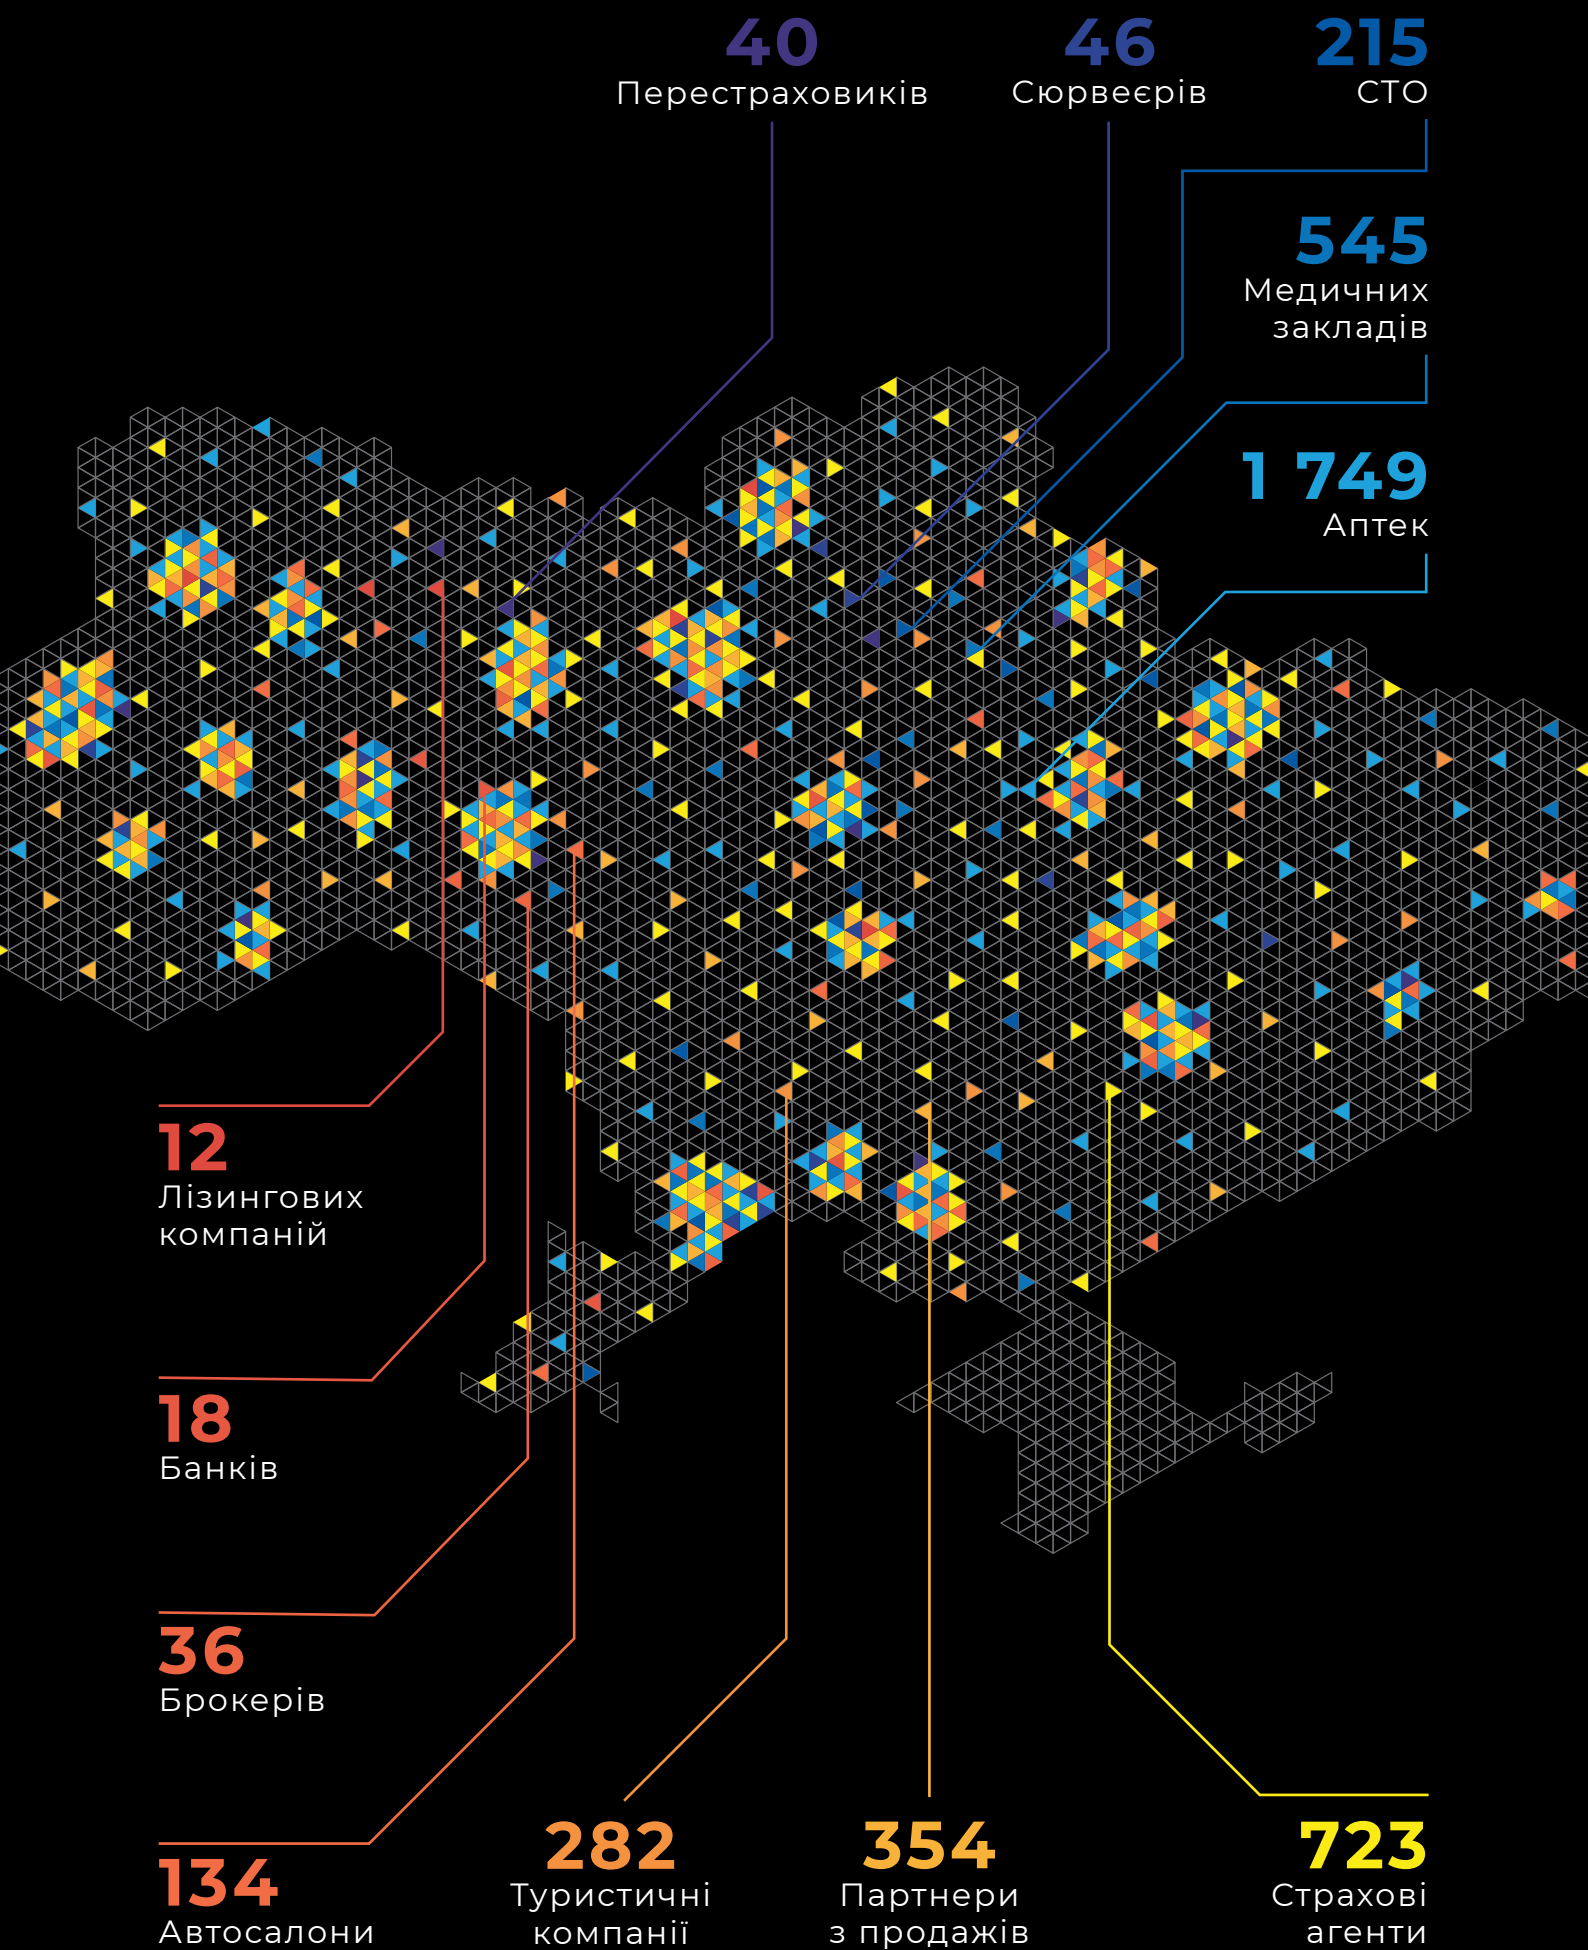 40
Перестраховиків
46
Сюрвеєрів
215
СТО
545
Медичних
закладів
1 749
Аптек
12
Лізингових
компаній
18
Банків
36
Брокерів
134
Автосалони
282
Туристичні
компанії
354
Партнери
з продажів
723
Страхові
агенти